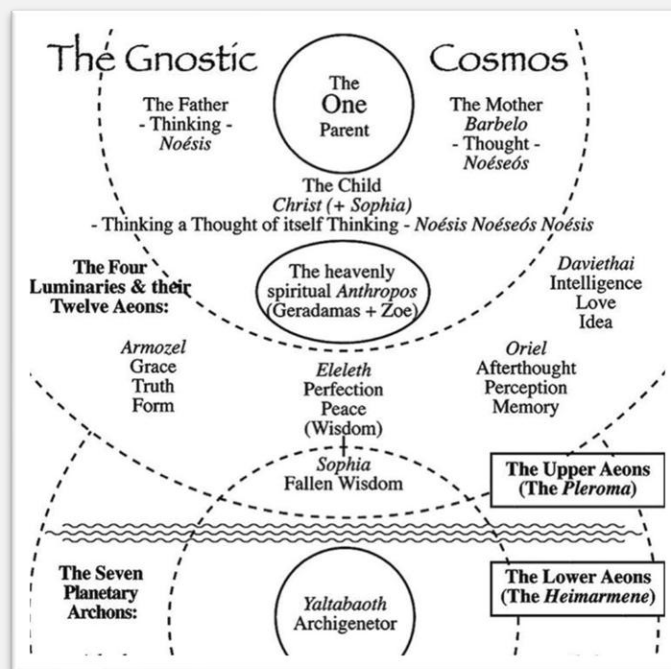 The Gnostic Cosmos
The
One
Parent
The Father
- Thinking -
Noésis
The Mother
Barbelo
- Thought -
Noéseós
The Child
Christ (+ Sophia)
- Thinking a Thought of itself Thinking - Noésis Noéseós Noésis
The Four
Luminaries & their
Twelve Aeons:
The heavenly
spiritual Anthropos
(Geradamas + Zoe)
Daviethai
Intelligence
Love
Idea
Armozel
Grace
Truth
Form
Eleleth
Perfection
Peace
(Wisdom)
Oriel
Afterthought
Perception
Memory
Sophia
Fallen Wisdom
The Upper Aeons
(The Pleroma)
The Seven
Planetary
Archons:
Yaltabaoth
Archigenetor
The Lower Aeons
(The Heimarmene)